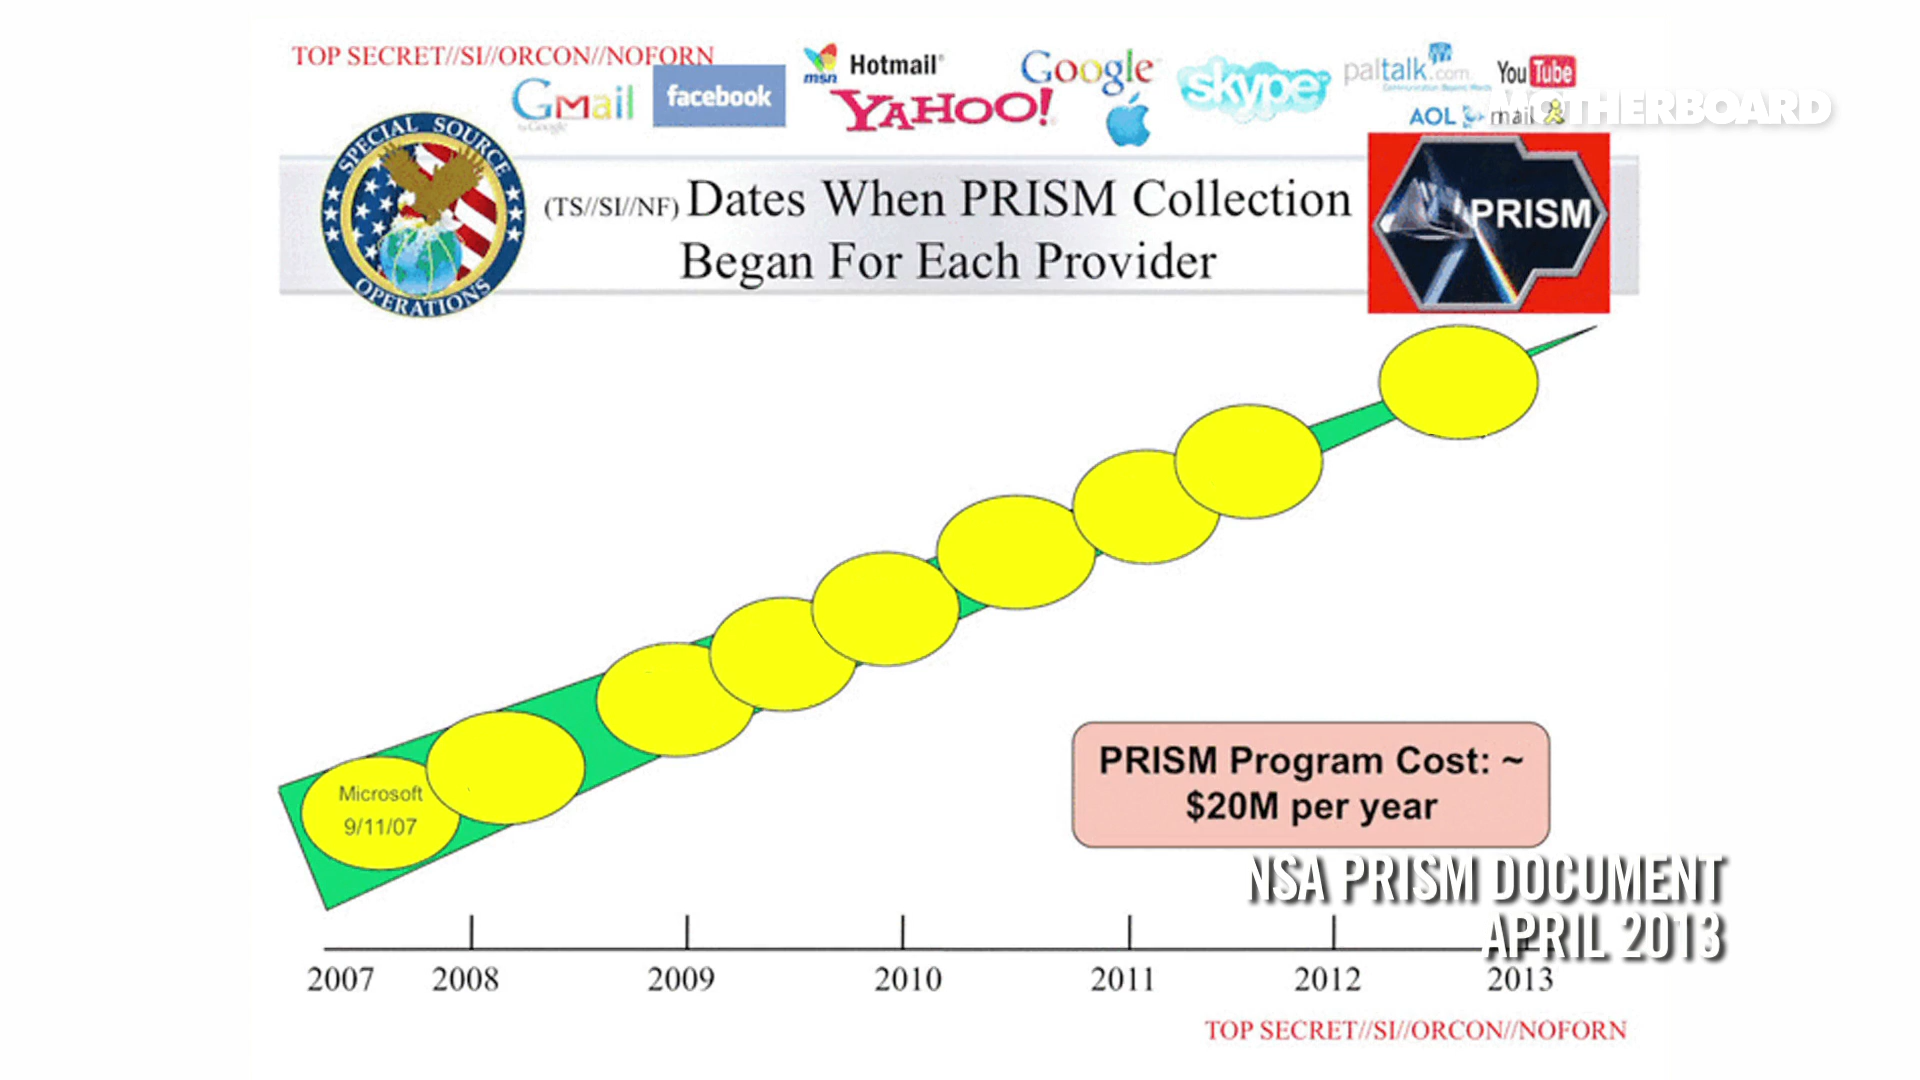 TOP SECRET//SI//ORCON//NOFORN
Gmail
by Google
facebook
msn
Hotmail
YAHOO!
Google
skype
paltalk.com
YouTube
AOL mail
MOTHERBOARD
SPECIAL SOURCE
OPERATIONS
(TS//SI//NF) Dates When PRISM Collection
Began For Each Provider
PRISM
Microsoft
9/11/07
PRISM Program Cost: ~
$20M per year
NSA PRISM DOCUMENT
APRIL 2013
2007 2008 2009 2010 2011 2012 2013
TOP SECRET//SI//ORCON//NOFORN